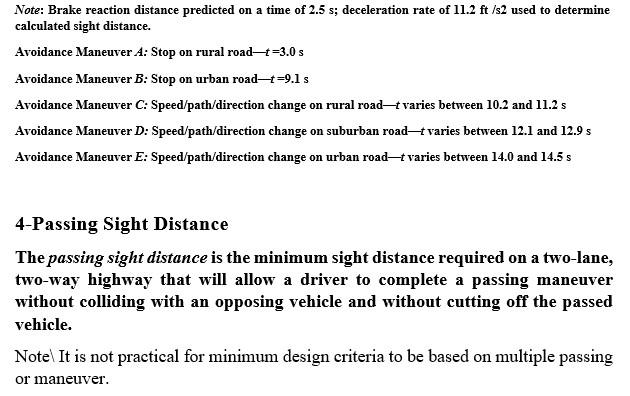 Note: Brake reaction distance predicted on a time of 2.5 s; deceleration rate of 11.2 ft /s2 used to determine
calculated sight distance.
Avoidance Maneuver A: Stop on rural road—t =3.0 s
Avoidance Maneuver B: Stop on urban road—t =9.1 s
Avoidance Maneuver C: Speed/path/direction change on rural road—t varies between 10.2 and 11.2 s
Avoidance Maneuver D: Speed/path/direction change on suburban road—t varies between 12.1 and 12.9 s
Avoidance Maneuver E: Speed/path/direction change on urban road—t varies between 14.0 and 14.5 s
4-Passing Sight Distance
The passing sight distance is the minimum sight distance required on a two-lane,
two-way highway that will allow a driver to complete a passing maneuver
without colliding with an opposing vehicle and without cutting off the passed
vehicle.
Note\ It is not practical for minimum design criteria to be based on multiple passing
or maneuver.